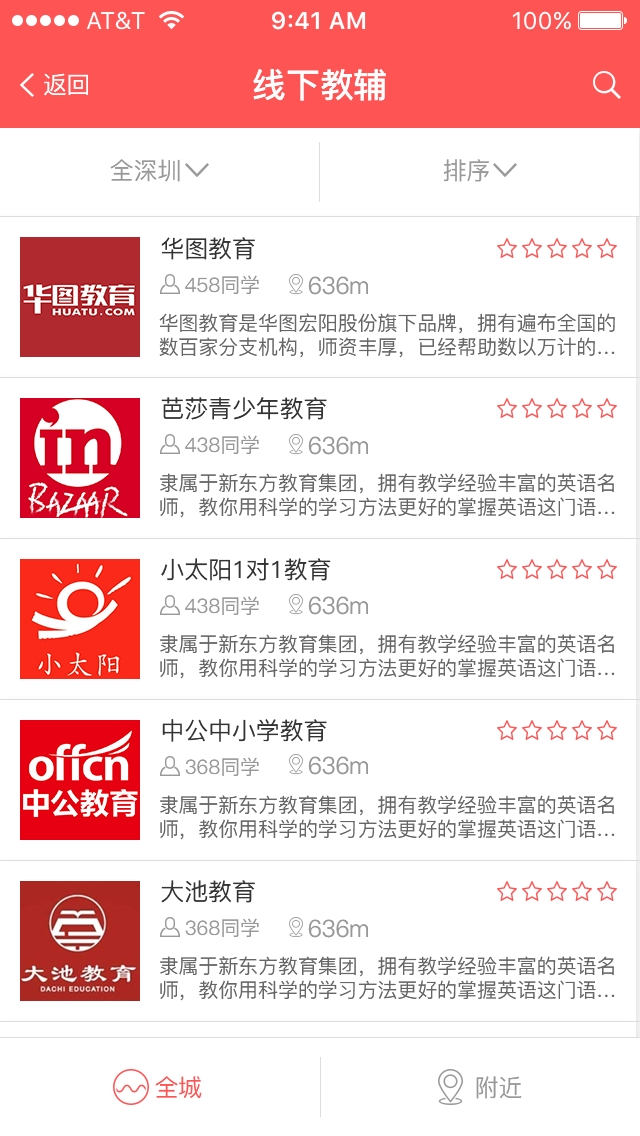 AT&T 9:41 AM 100%
返回 线下教辅
全深圳 排序
华图教育
HUATU.COM
华图教育
458同学 636m
华图教育是华图宏阳股份旗下品牌，拥有遍布全国的
数百家分支机构，师资丰厚，已经帮助数以万计的...
in
BAZAAR
芭莎青少年教育
438同学 636m
隶属于新东方教育集团，拥有教学经验丰富的英语名
师，教你用科学的学习方法更好的掌握英语这门语...
小太阳
小太阳1对1教育
438同学 636m
隶属于新东方教育集团，拥有教学经验丰富的英语名
师，教你用科学的学习方法更好的掌握英语这门语...
offcn
中公教育
中公中小学教育
368同学 636m
隶属于新东方教育集团，拥有教学经验丰富的英语名
师，教你用科学的学习方法更好的掌握英语这门语...
大池教育
DACHI EDUCATION
大池教育
368同学 636m
隶属于新东方教育集团，拥有教学经验丰富的英语名
师，教你用科学的学习方法更好的掌握英语这门语...
全城 附近